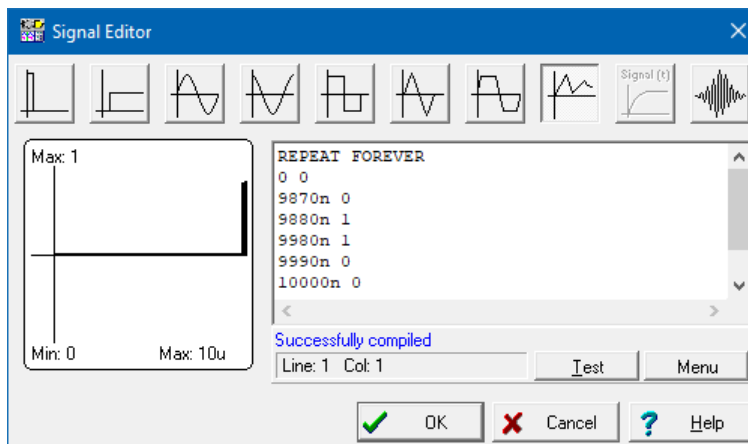 Signal Editor
Signal (t)
Max: 1
Min: 0 Max: 10u
REPEAT FOREVER
0 0
9870n 0
9880n 1
9980n 1
9990n 0
10000n 0
Successfully compiled
Line: 1 Col: 1
Test
Menu
OK
Cancel
? Help